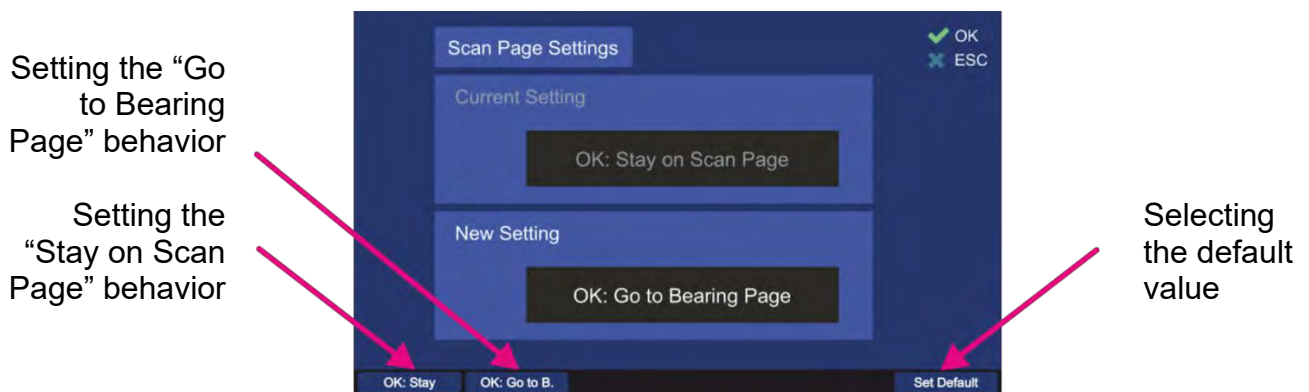 Setting the “Go
to Bearing
Page” behavior
Setting the
“Stay on Scan
Page” behavior
Scan Page Settings
OK
ESC
Current Setting
OK: Stay on Scan Page
New Setting
OK: Go to Bearing Page
OK: Stay
OK: Go to B.
Set Default
Selecting
the default
value